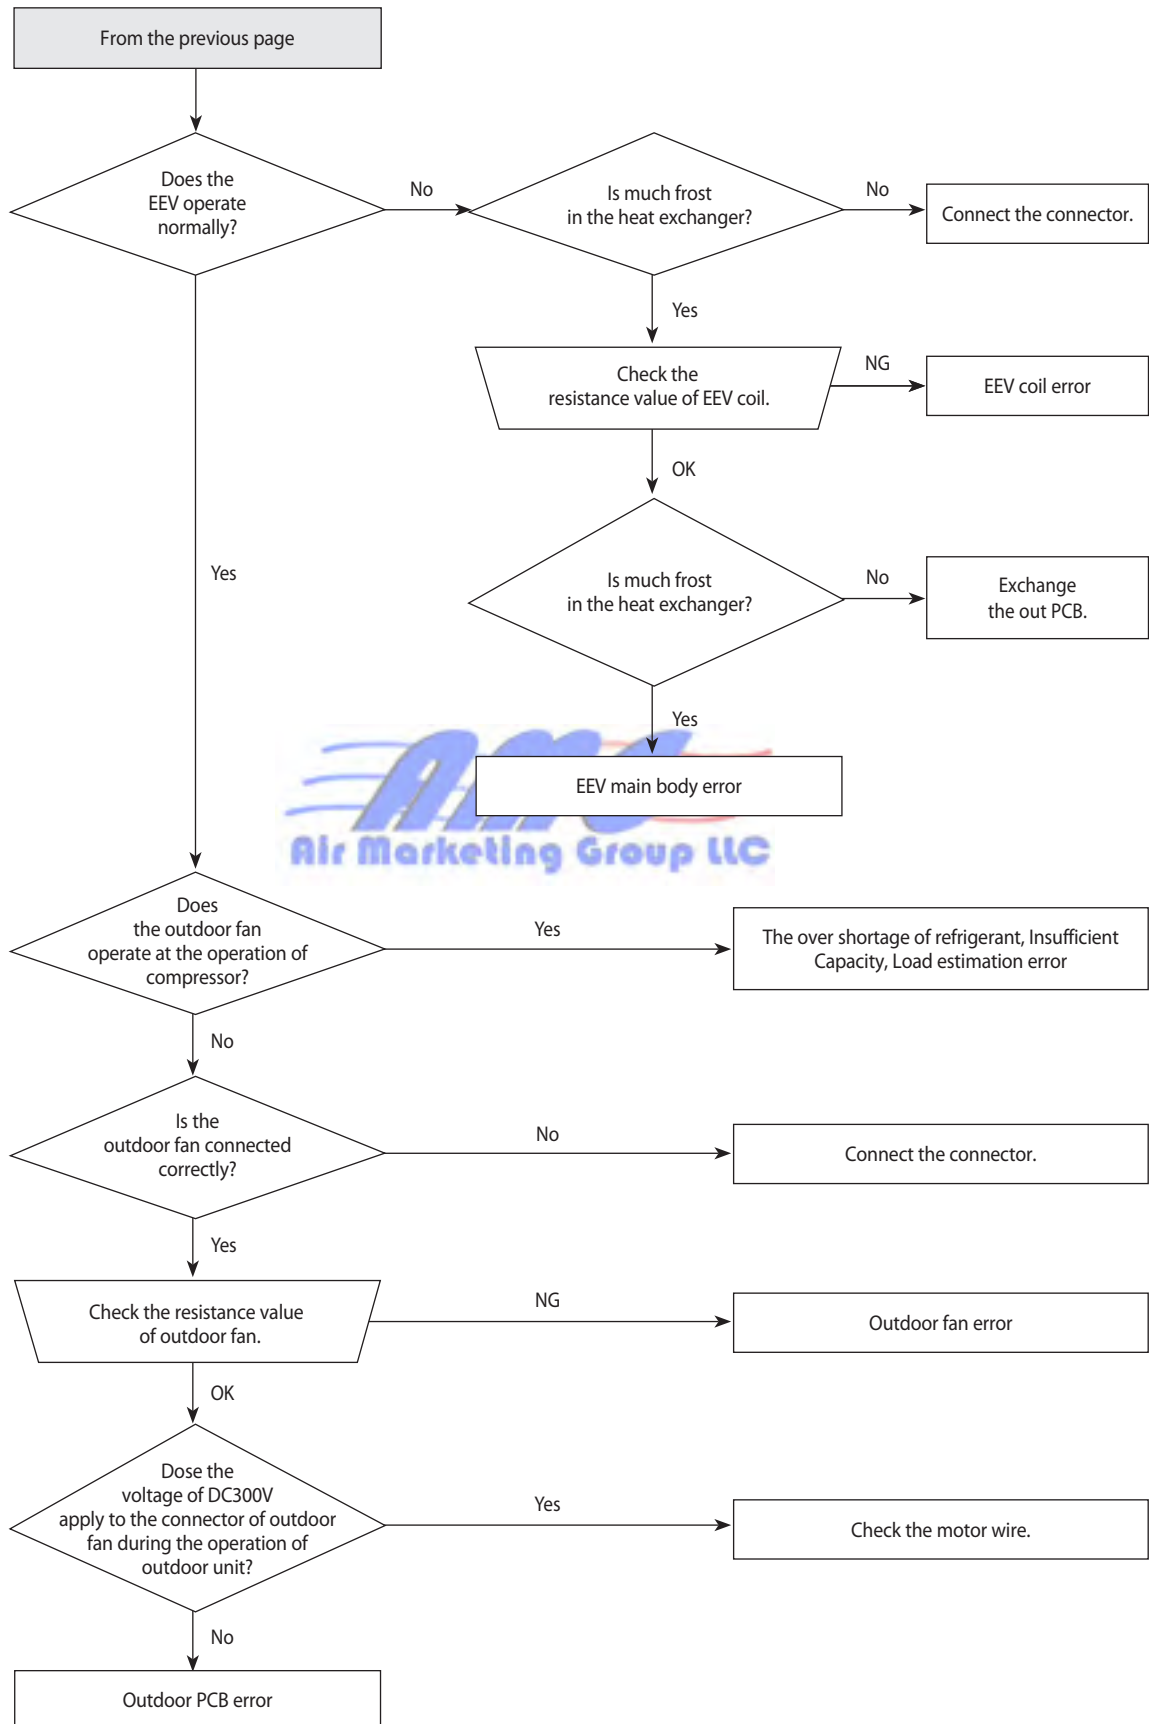 From the previous page
Does the
EEV operate
normally?
No
Is much frost
in the heat exchanger?
No
Connect the connector.
Yes
Check the
resistance value of EEV coil.
NG
EEV coil error
OK
Yes
Is much frost
in the heat exchanger?
No
Exchange
the out PCB.
Yes
EEV main body error
AMG
Air Marketing Group LLC
Does
the outdoor fan
operate at the operation of
compressor?
Yes
The over shortage of refrigerant, Insufficient
Capacity, Load estimation error
No
Is the
outdoor fan connected
correctly?
No
Connect the connector.
Yes
Check the resistance value
of outdoor fan.
NG
Outdoor fan error
OK
Dose the
voltage of DC300V
apply to the connector of outdoor
fan during the operation of
outdoor unit?
Yes
Check the motor wire.
No
Outdoor PCB error